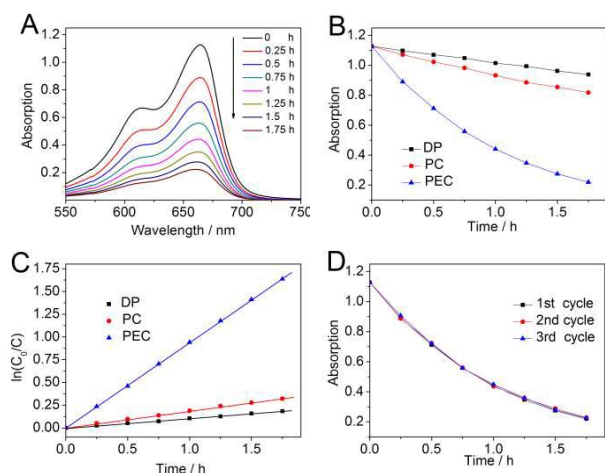 A
Absorption
1.2
1.0
0.8
0.6
0.4
0.2
0 h
0.25 h
0.5 h
0.75 h
1 h
1.25 h
1.5 h
1.75 h
550 600 650 700 750
Wavelength / nm
B
Absorption
1.2
1.0
0.8
0.6
0.4
0.2
DP
PC
PEC
0.0 0.5 1.0 1.5
Time / h
C
ln(C0/C)
1.75
1.50
1.25
1.00
0.75
0.50
0.25
0.00
DP
PC
PEC
0.0 0.5 1.0 1.5
Time / h
D
Absorption
1.2
1.0
0.8
0.6
0.4
0.2
1st cycle
2nd cycle
3rd cycle
0.0 0.5 1.0 1.5
Time / h